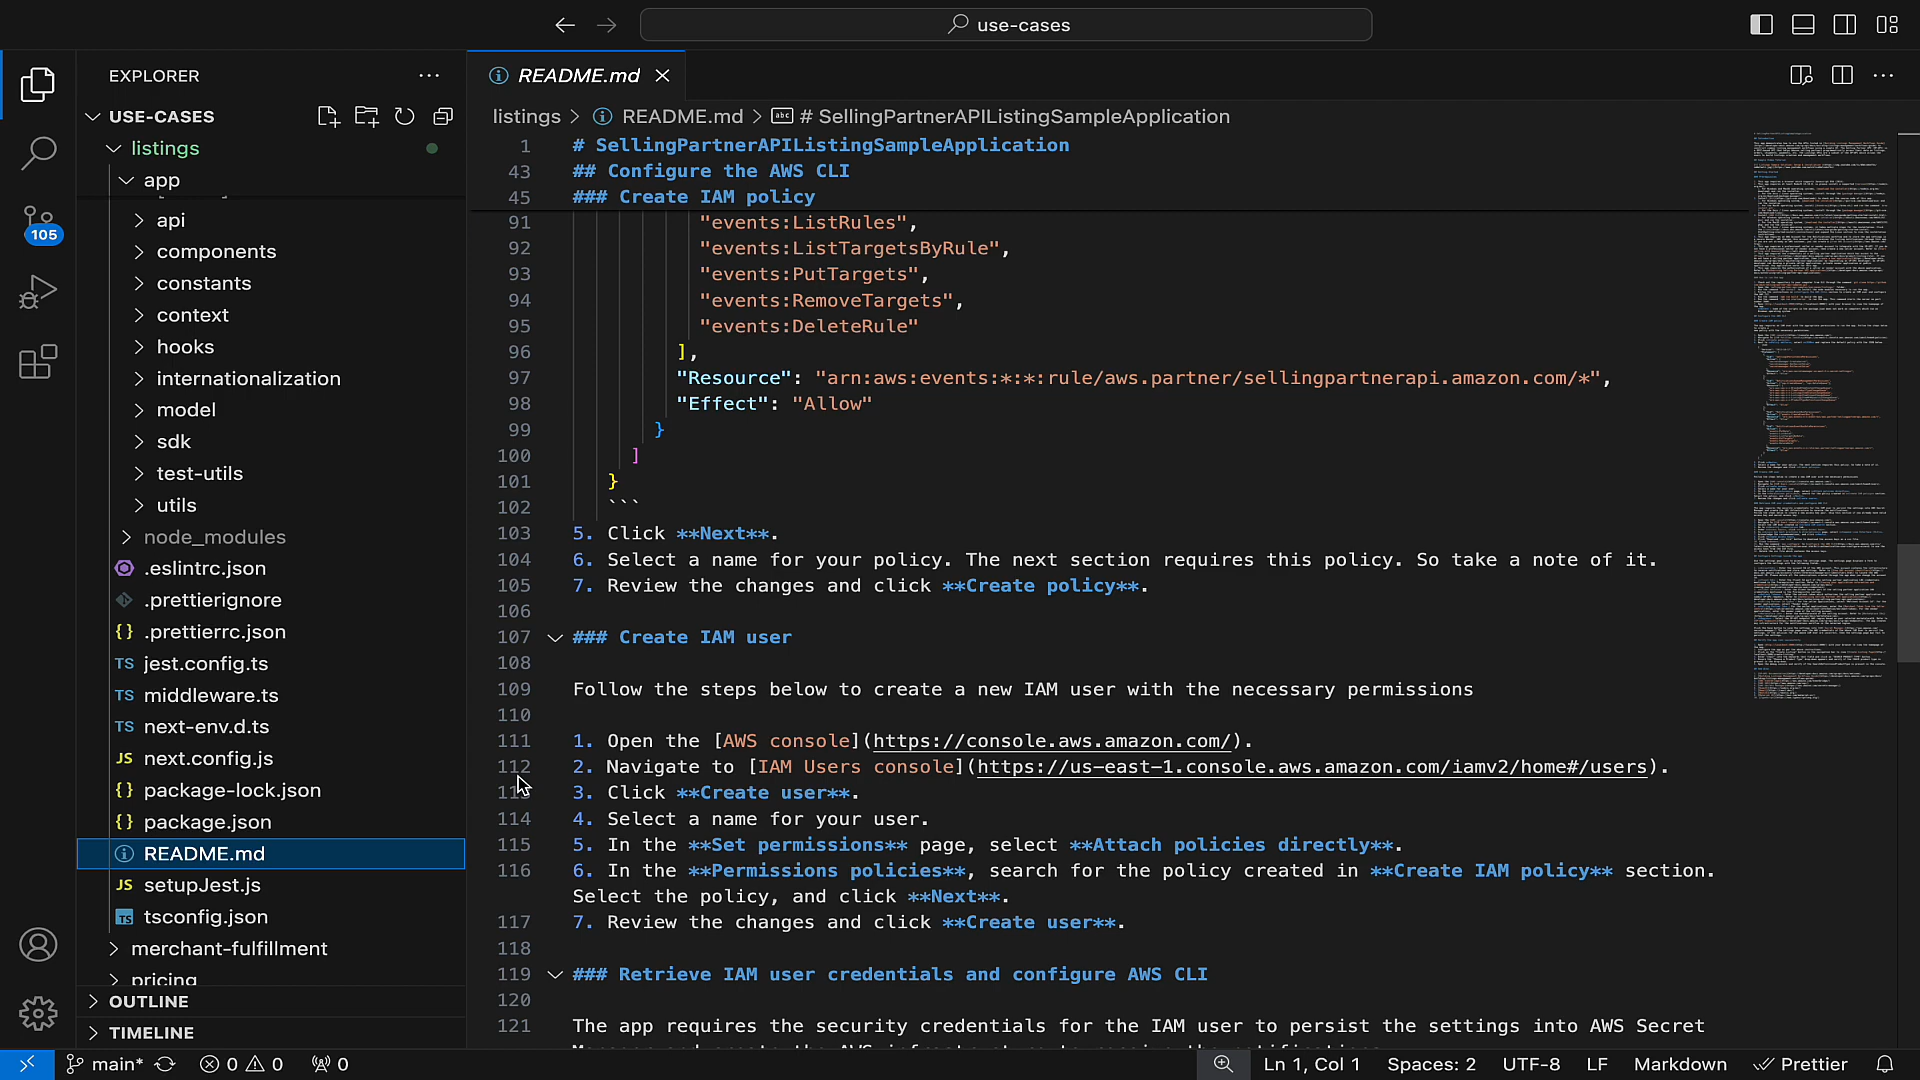 use-cases
EXPLORER
USE-CASES
listings
app
api
components
constants
context
hooks
internationalization
model
sdk
test-utils
utils
node_modules
.eslintrc.json
.prettierignore
{} .prettierrc.json
TS jest.config.ts
TS middleware.ts
TS next-env.d.ts
JS next.config.js
{} package-lock.json
{} package.json
README.md
JS setupJest.js
TS tsconfig.json
merchant-fulfillment
pricing
OUTLINE
TIMELINE
105
README.md
listings > README.md > abc # SellingPartnerAPIListingSampleApplication
1 # SellingPartnerAPIListingSampleApplication
43 ## Configure the AWS CLI
45 ### Create IAM policy
91 "events:ListRules",
92 "events:ListTargetsByRule",
93 "events:PutTargets",
94 "events:RemoveTargets",
95 "events:DeleteRule"
96 ],
97 "Resource": "arn:aws:events:*:*:rule/aws.partner/sellingpartnerapi.amazon.com/*",
98 "Effect": "Allow"
99 }
100 ]
101 }
102 ```
103 5. Click **Next**.
104 6. Select a name for your policy. The next section requires this policy. So take a note of it.
105 7. Review the changes and click **Create policy**.
106
107 ### Create IAM user
108
109 Follow the steps below to create a new IAM user with the necessary permissions
110
111 1. Open the [AWS console](https://console.aws.amazon.com/).
112 2. Navigate to [IAM Users console](https://us-east-1.console.aws.amazon.com/iamv2/home#/users).
113 3. Click **Create user**.
114 4. Select a name for your user.
115 5. In the **Set permissions** page, select **Attach policies directly**.
116 6. In the **Permissions policies**, search for the policy created in **Create IAM policy** section.
Select the policy, and click **Next**.
117 7. Review the changes and click **Create user**.
118
119 ### Retrieve IAM user credentials and configure AWS CLI
120
121 The app requires the security credentials for the IAM user to persist the settings into AWS Secret
main* 0 0 0
Ln 1, Col 1 Spaces: 2 UTF-8 LF Markdown Prettier